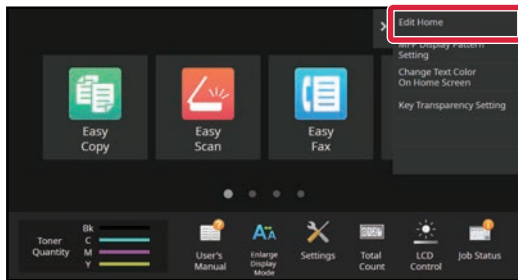 Edit Home
MFP Display Pattern
Setting
Change Text Color
On Home Screen
Key Transparency Setting
Easy
Copy
Easy
Scan
Easy
Fax
Toner
Quantity
Bk
C
M
Y
User's
Manual
Enlarge
Display
Mode
Settings
Total
Count
LCD
Control
Job Status